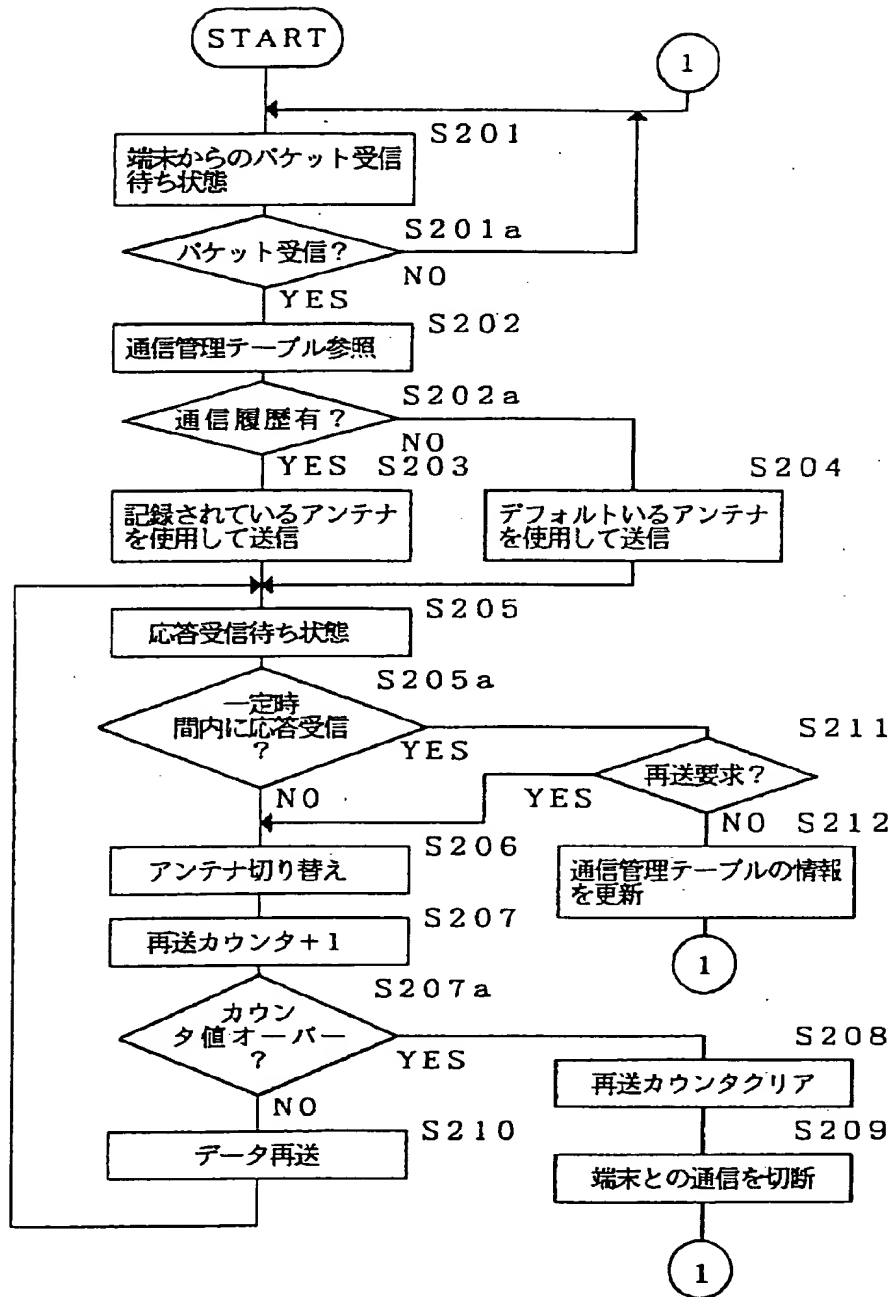 START
1
S201
端末からのパケット受信
待ち状態
S201a
パケット受信?
NO
YES
S202
通信管理テーブル参照
S202a
通信履歴有?
NO
YES
S203
S204
記録されているアンテナ
を使用して送信
デフォルトいるアンテナ
を使用して送信
S205
応答受信待ち状態
S205a
一定時
間内に応答受信
?
YES
S211
再送要求?
YES
NO
NO
S212
S206
アンテナ切り替え
通信管理テーブルの情報
を更新
S207
再送カウンタ+1
1
S207a
カウン
タ値オーバー
?
YES
S208
再送カウンタクリア
NO
S210
データ再送
S209
端末との通信を切断
1